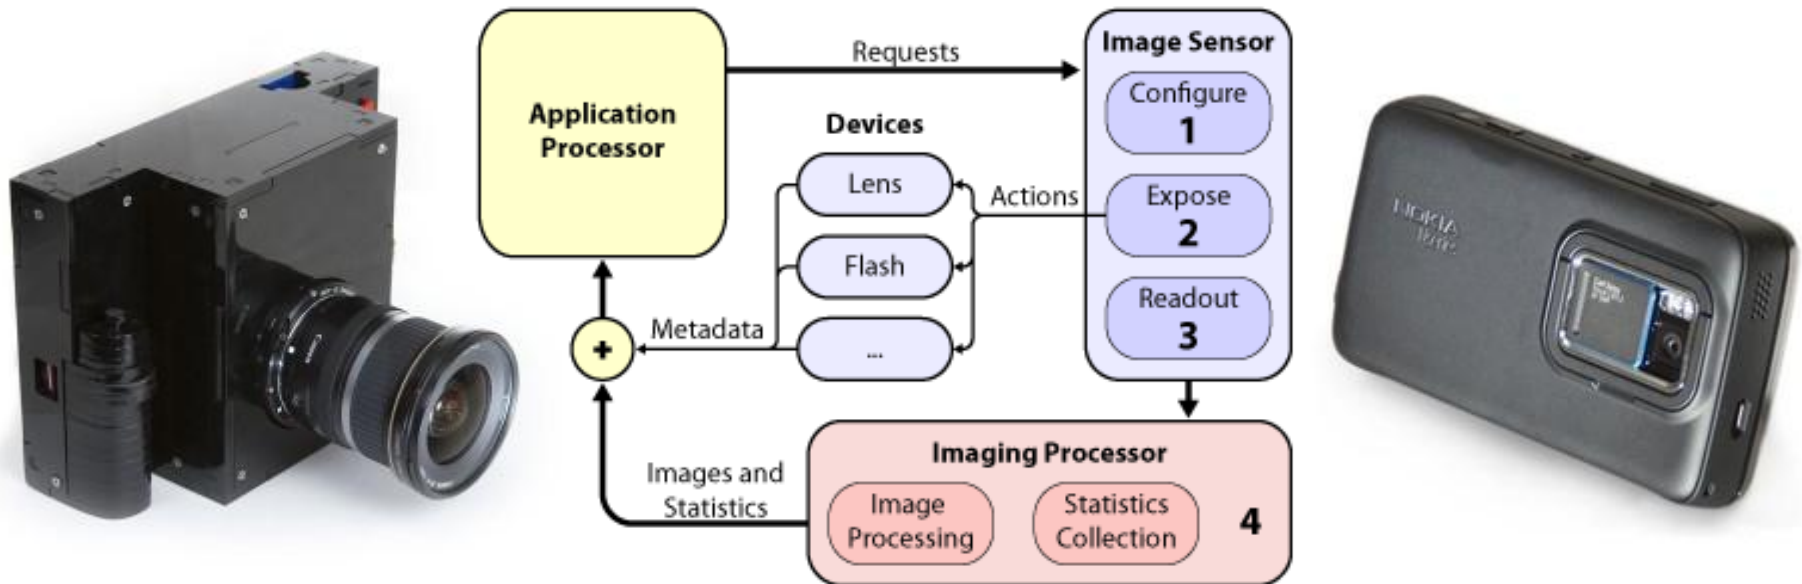 Application
Processor
Requests
Devices
Lens
Flash
...
Actions
Metadata
+
Image Sensor
Configure
1
Expose
2
Readout
3
Imaging Processor
Image
Processing
Statistics
Collection
4
Images and
Statistics
Canon
NOKIA